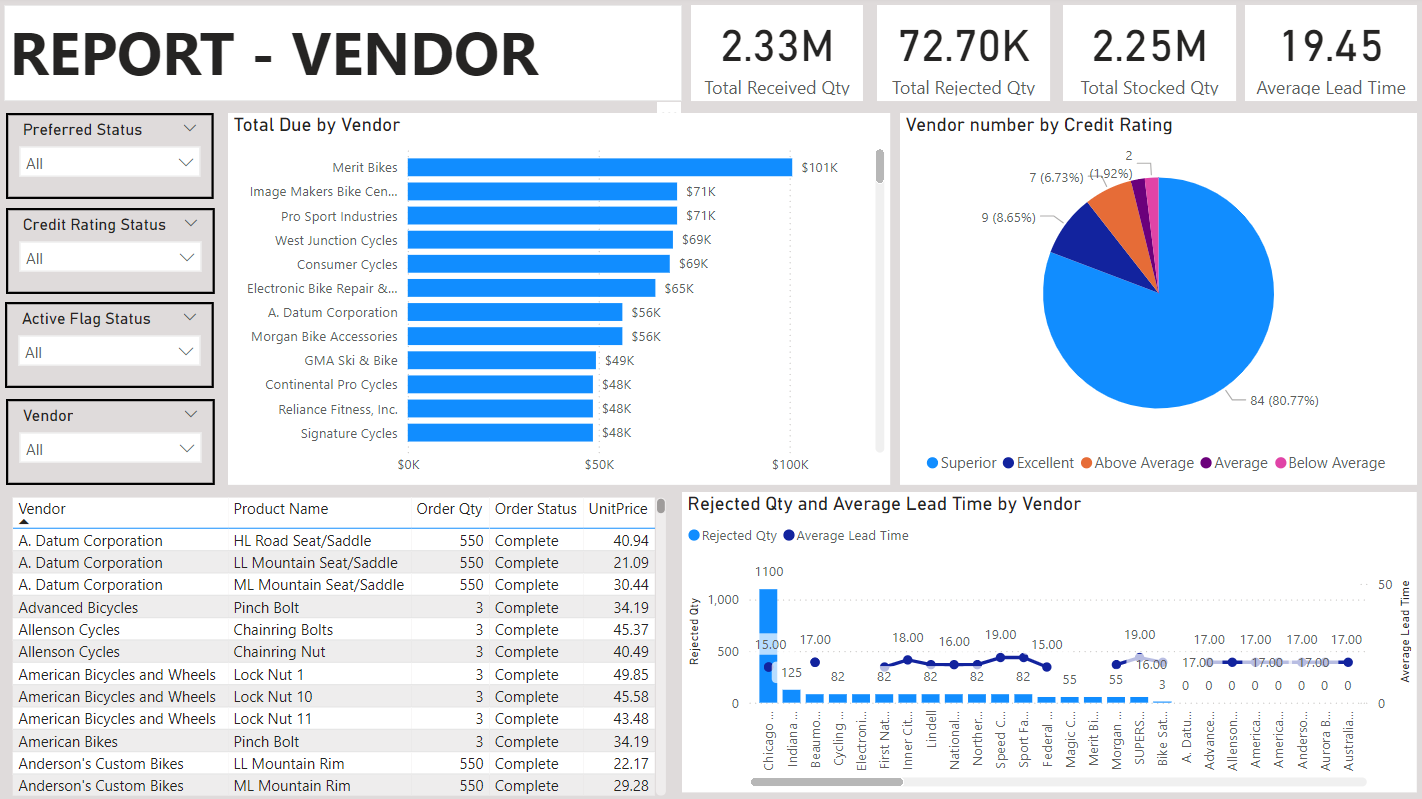 REPORT - VENDOR
2.33M
Total Received Qty
72.70K
Total Rejected Qty
2.25M
Total Stocked Qty
19.45
Average Lead Time
Preferred Status
All
Credit Rating Status
All
Active Flag Status
All
Vendor
All
Total Due by Vendor
Merit Bikes $101K
Image Makers Bike Cen... $71K
Pro Sport Industries $71K
West Junction Cycles $69K
Consumer Cycles $69K
Electronic Bike Repair &... $65K
A. Datum Corporation $56K
Morgan Bike Accessories $56K
GMA Ski & Bike $49K
Continental Pro Cycles $48K
Reliance Fitness, Inc. $48K
Signature Cycles $48K
$0K $50K $100K
Vendor number by Credit Rating
2
(1.92%)
7 (6.73%)
9 (8.65%)
84 (80.77%)
Superior Excellent Above Average Average Below Average
Vendor Product Name Order Qty Order Status UnitPrice
A. Datum Corporation HL Road Seat/Saddle 550 Complete 40.94
A. Datum Corporation LL Mountain Seat/Saddle 550 Complete 21.09
A. Datum Corporation ML Mountain Seat/Saddle 550 Complete 30.44
Advanced Bicycles Pinch Bolt 3 Complete 34.19
Allenson Cycles Chainring Bolts 3 Complete 45.37
Allenson Cycles Chainring Nut 3 Complete 40.49
American Bicycles and Wheels Lock Nut 1 3 Complete 49.85
American Bicycles and Wheels Lock Nut 10 3 Complete 45.58
American Bicycles and Wheels Lock Nut 11 3 Complete 43.48
American Bikes Pinch Bolt 3 Complete 34.19
Anderson's Custom Bikes LL Mountain Rim 550 Complete 22.17
Anderson's Custom Bikes ML Mountain Rim 550 Complete 29.28
Rejected Qty and Average Lead Time by Vendor
Rejected Qty Average Lead Time
Rejected Qty
1,000
500
0
1100
125
82
82
82
82
82
55
55
3
0 0 0 0 0 0 0 0
15.00
17.00
18.00
16.00
19.00
15.00
19.00
16.00
17.00
17.00
17.00
17.00
17.00
17.00
17.00
50
0
Average Lead Time
Chicago ...
Indiana ...
Beaumo...
Cycling ...
Electroni...
First Nat...
Inner Cit...
Lindell
National...
Norther...
Speed C...
Sport Fa...
Federal ...
Magic C...
Merit Bi...
Morgan ...
SUPERS...
Bike Sat...
A. Datu...
Advance...
Allenson...
America...
America...
Anderso...
Aurora B...
Australia...